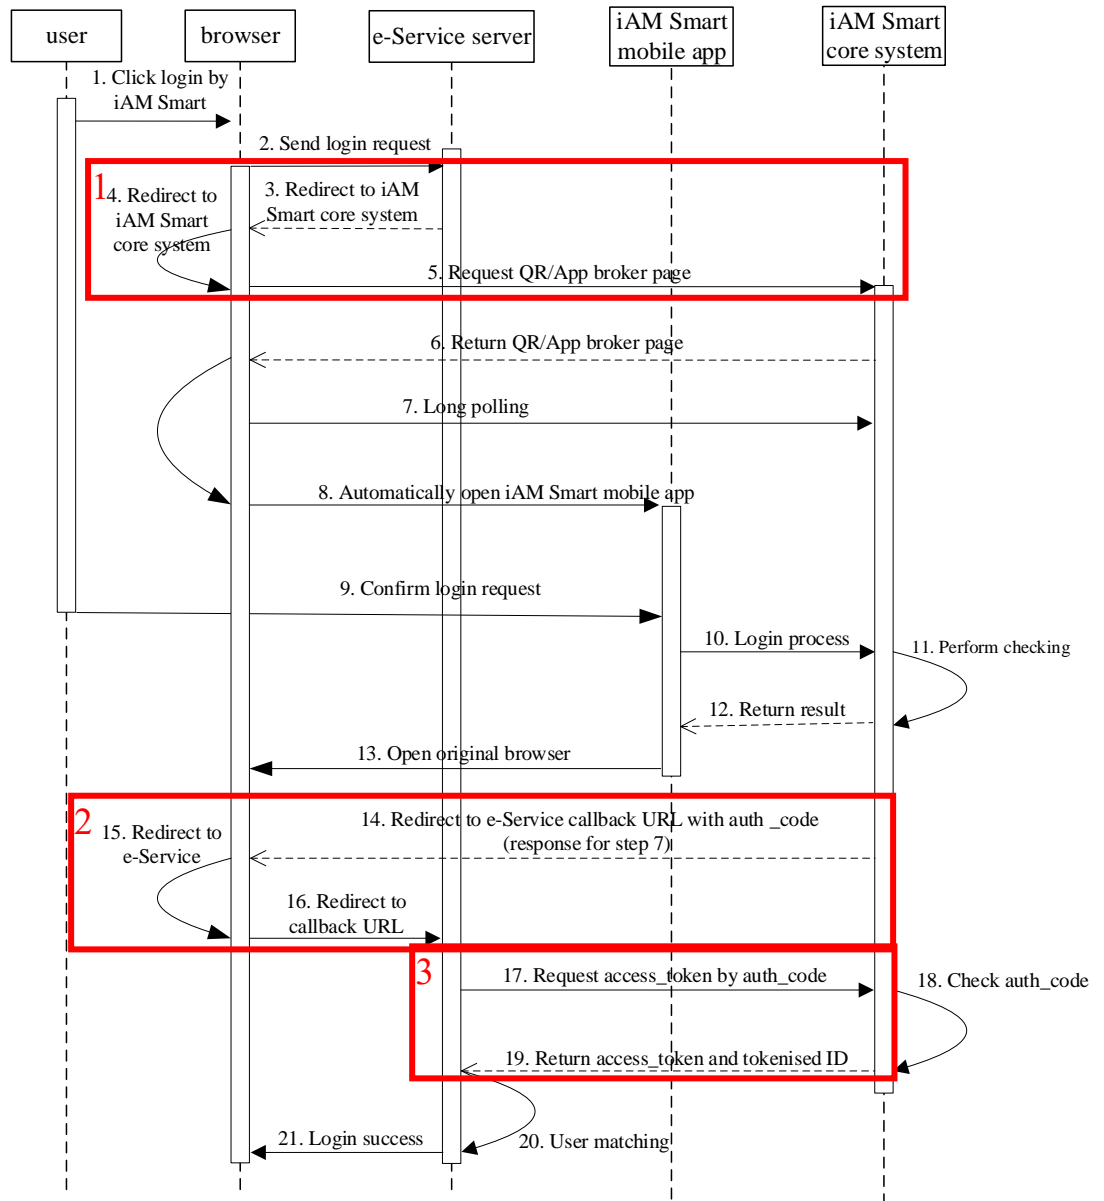 user
browser
e-Service server
iAM Smart
mobile app
iAM Smart
core system
1. Click login by
iAM Smart
2. Send login request
1
4. Redirect to
iAM Smart
core system
3. Redirect to iAM
Smart core system
5. Request QR/App broker page
6. Return QR/App broker page
7. Long polling
8. Automatically open iAM Smart mobile app
9. Confirm login request
10. Login process
11. Perform checking
12. Return result
13. Open original browser
2
14. Redirect to e-Service callback URL with auth _code
(response for step 7)
15. Redirect to
e-Service
16. Redirect to
callback URL
3
17. Request access_token by auth_code
18. Check auth_code
19. Return access_token and tokenised ID
20. User matching
21. Login success